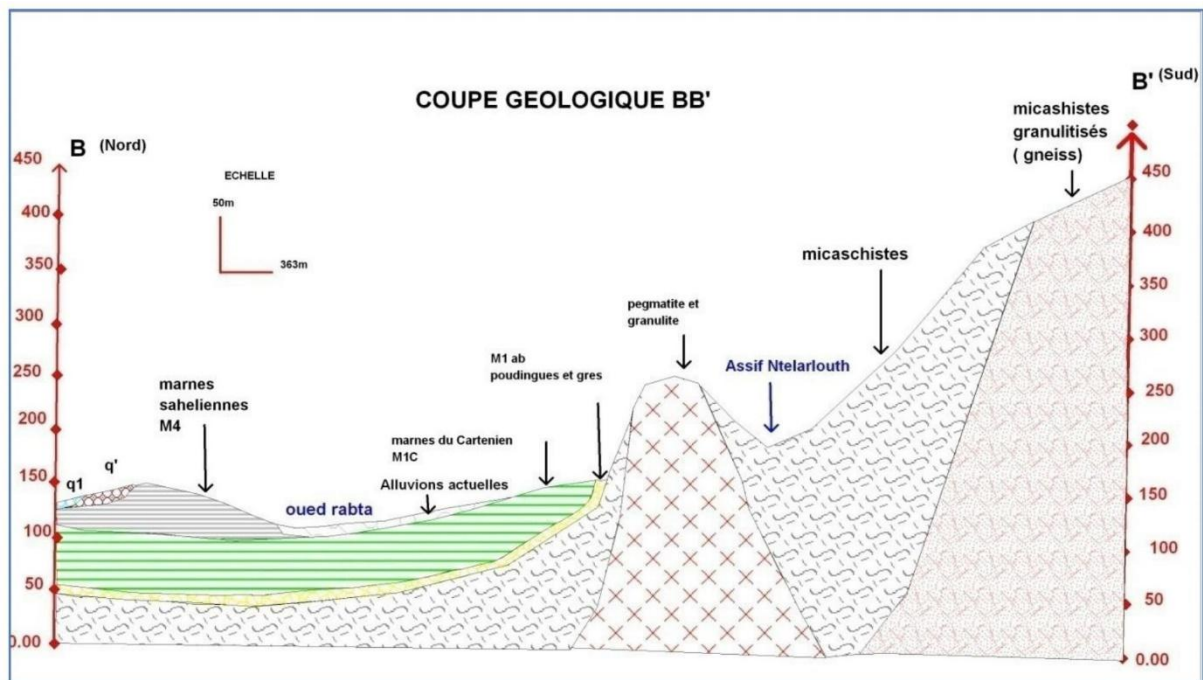 COUPE GEOLOGIQUE BB'
B (Nord)
B' (Sud)
ECHELLE
50m
363m
450
400
350
300
250
200
150
100
50
0.00
q1
q'
marnes
saheliennes
M4
oued rabta
Alluvions actuelles
marnes du Cartenien
M1C
M1 ab
poudingues et gres
pegmatite et
granulite
Assif Ntelarlouth
micaschistes
micashistes
granulitisés
( gneiss)
450
400
350
300
250
200
150
100
50
0.00